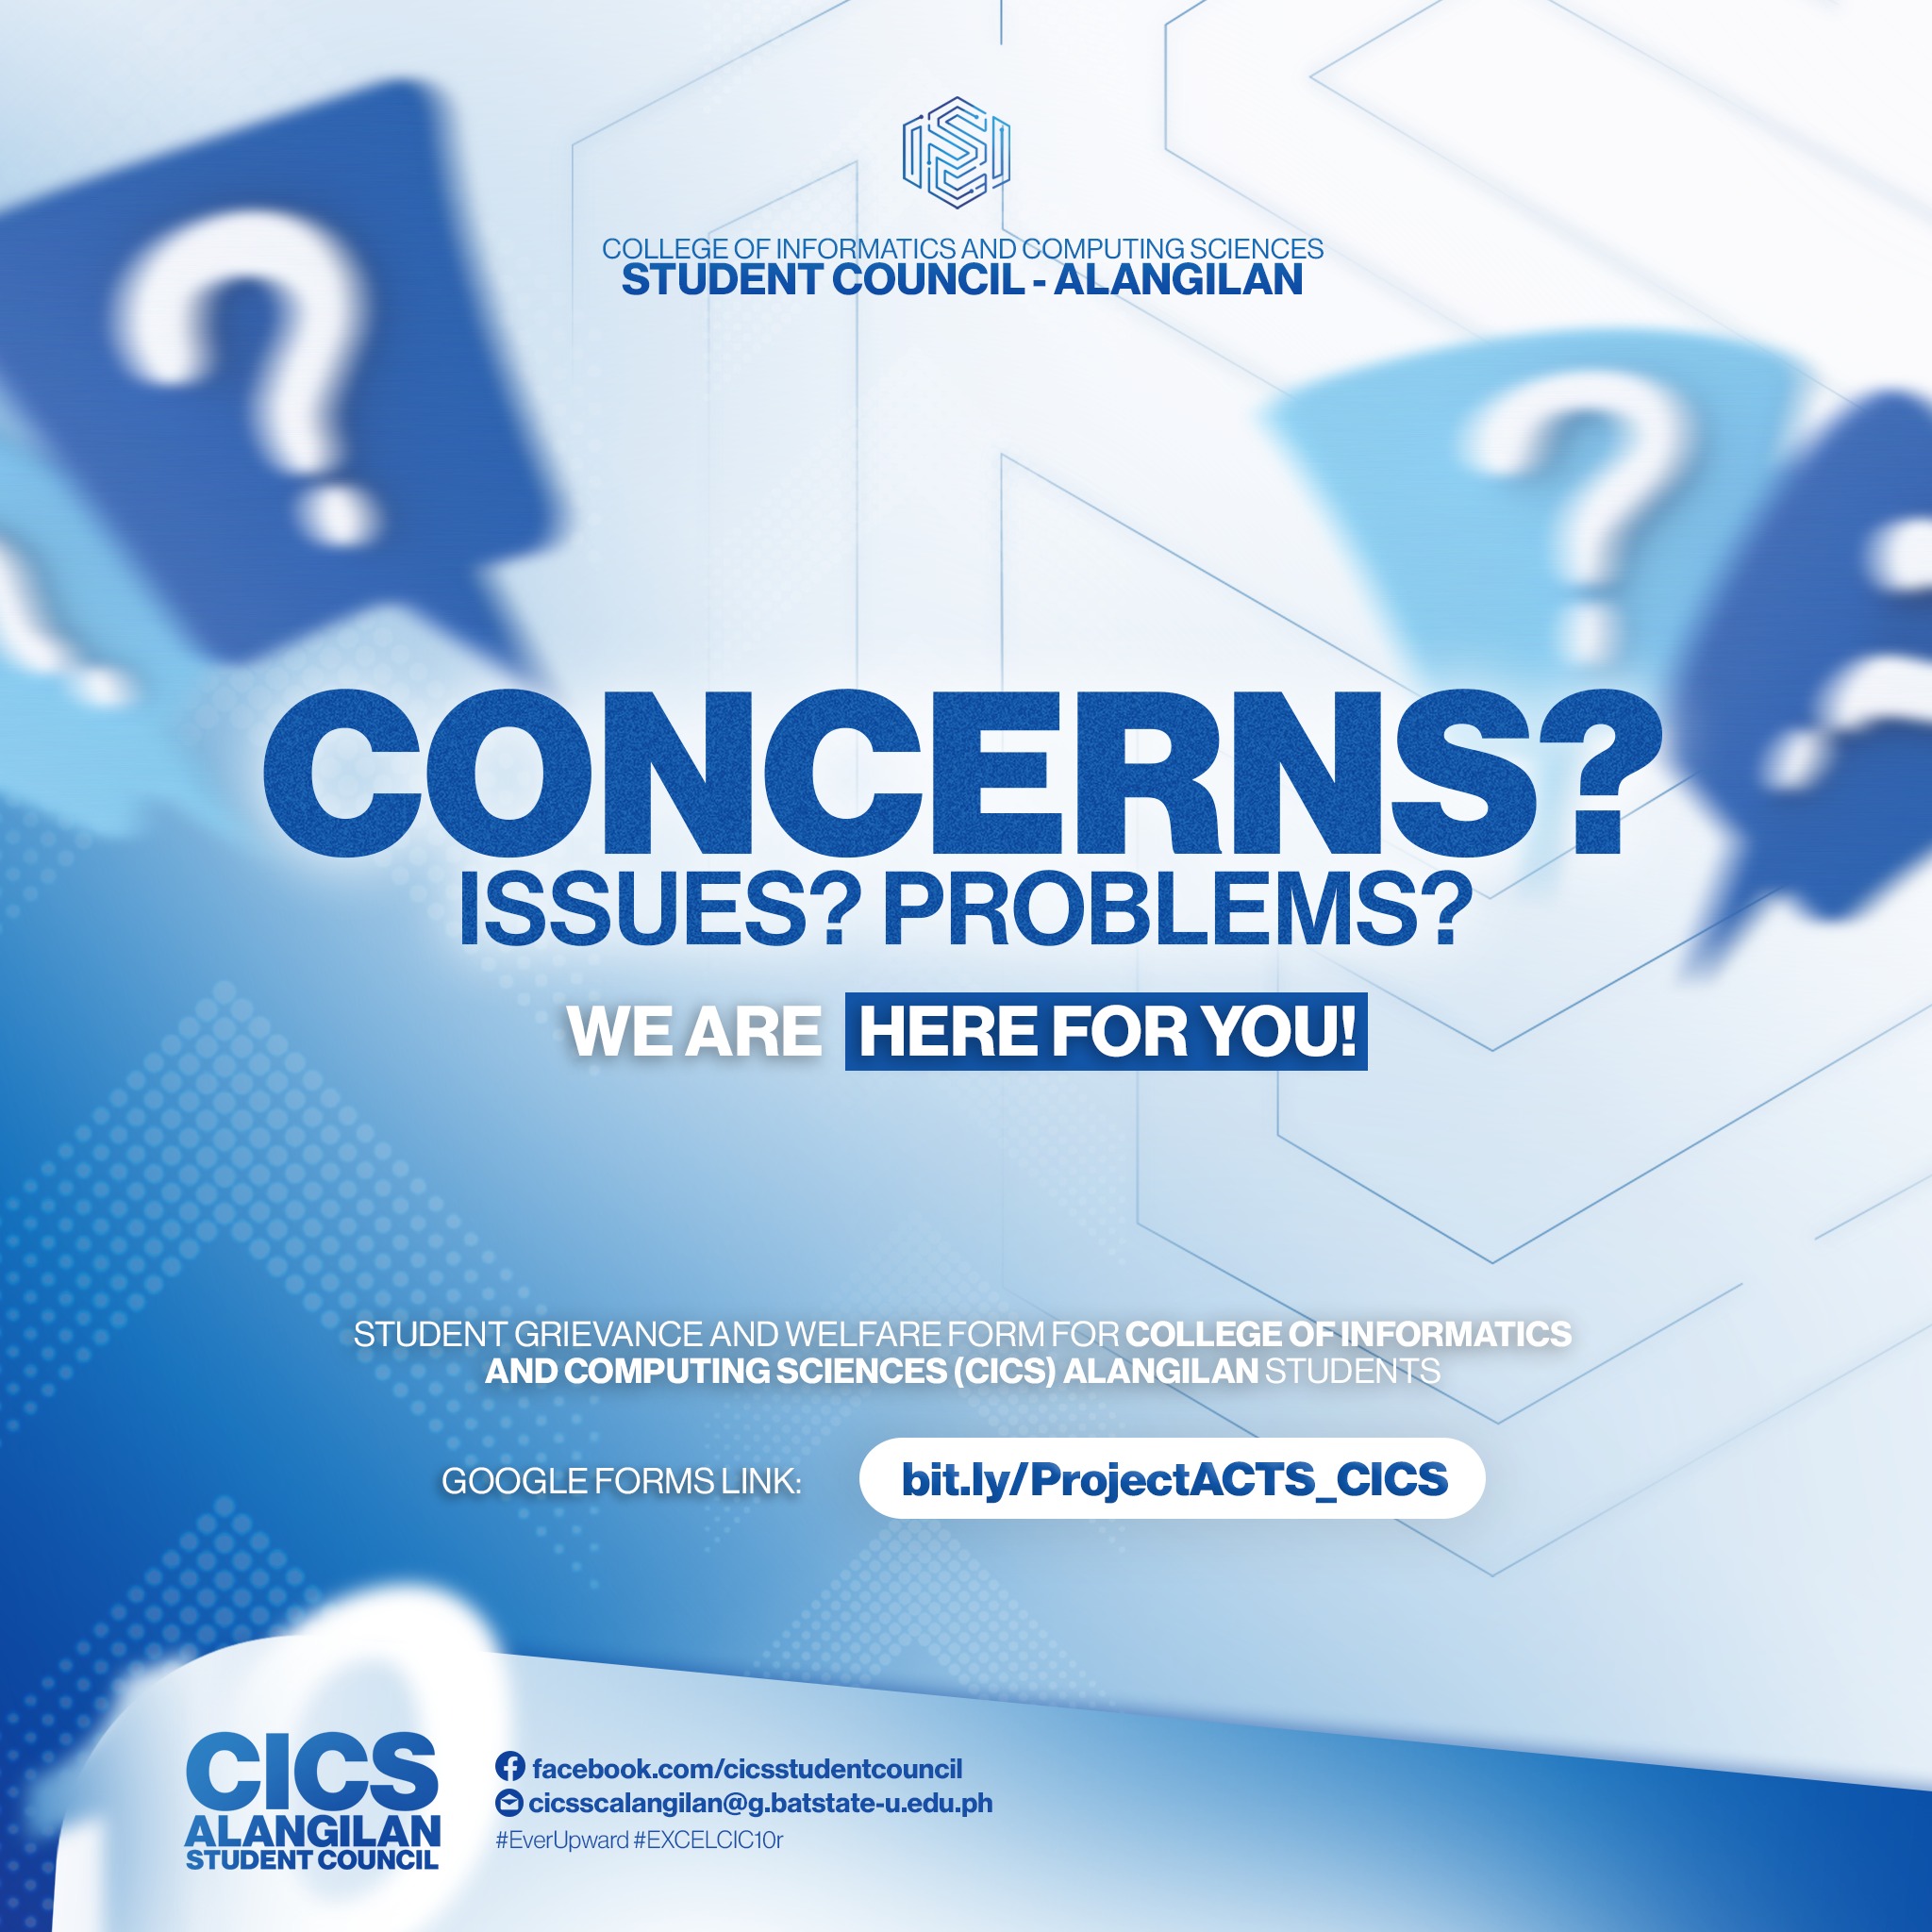 COLLEGE OF INFORMATICS AND COMPUTING SCIENCES
STUDENT COUNCIL - ALANGILAN
?
?
CONCERNS?
ISSUES? PROBLEMS?
WE ARE HERE FOR YOU!
STUDENT GRIEVANCE AND WELFARE FORM FOR COLLEGE OF INFORMATICS
AND COMPUTING SCIENCES (CICS) ALANGILAN STUDENTS
GOOGLE FORMS LINK: bit.ly/ProjectACTS_CICS
CICS
ALANGILAN
STUDENT COUNCIL
facebook.com/cicsstudentcouncil
cicsscalangilan@g.batstate-u.edu.ph
#EverUpward #EXCELCIC10r